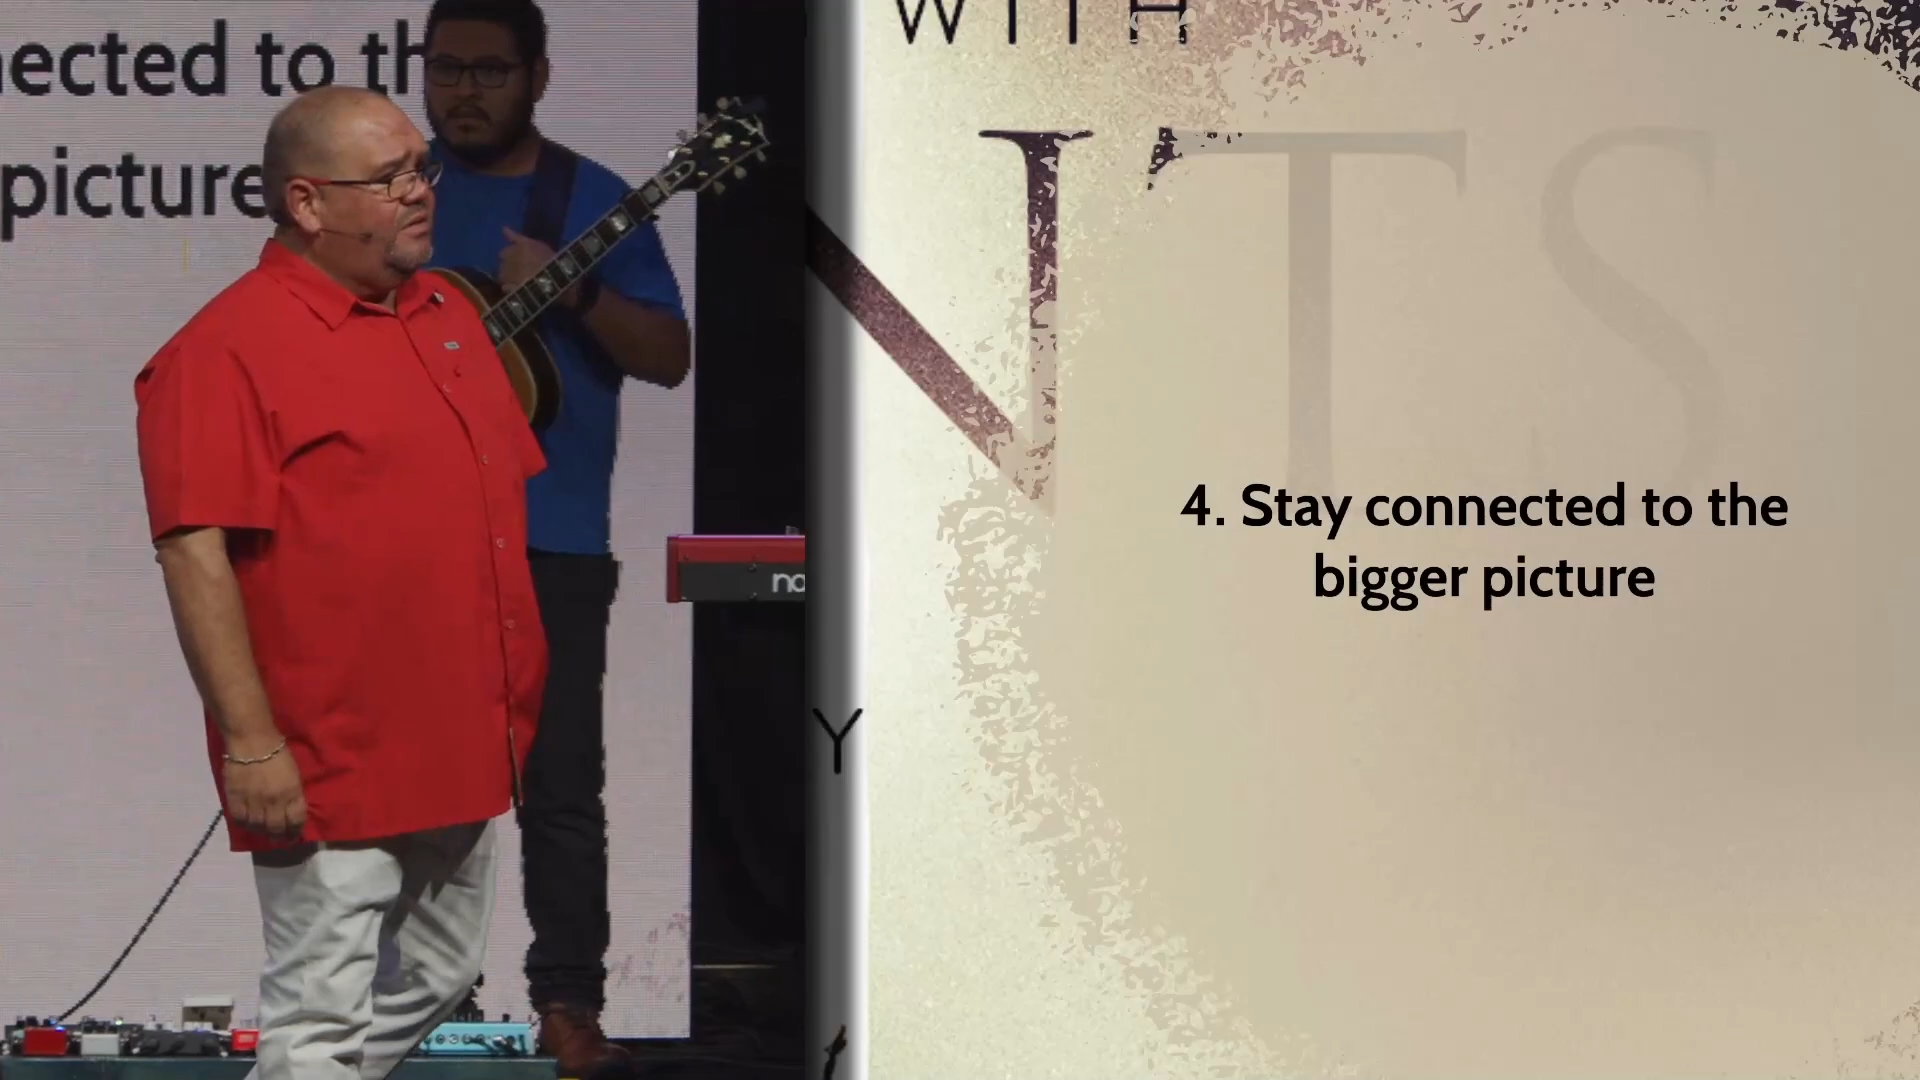 nected to th
picture
no
WITH
NTS
Y
4. Stay connected to the
bigger picture